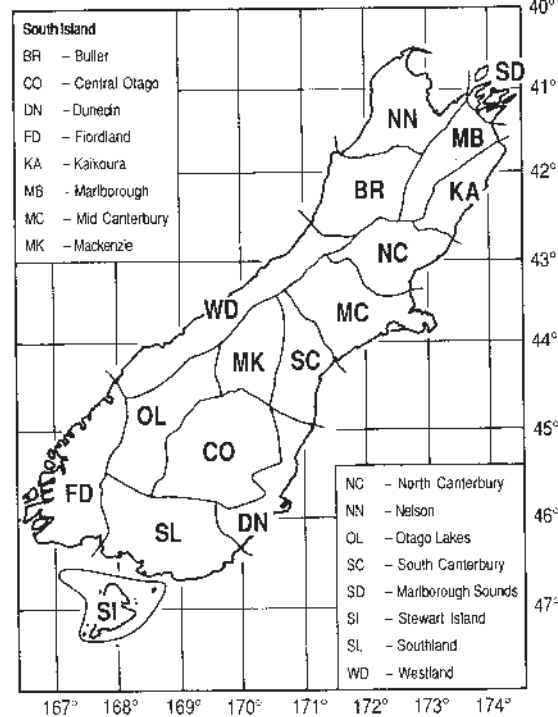 South Island
BR – Buller
CO – Central Otago
DN – Dunedin
FD – Fiordland
KA – Kaikoura
MB - Marlborough
MC – Mid Canterbury
MK – Mackenzie
40°
SD
41°
NN
MB
42°
BR
KA
NC
43°
WD
MC
44°
MK
SC
OL
45°
CO
FD
46°
SL
DN
SI
47°
NC – North Canterbury
NN – Nelson
OL – Otago Lakes
SC – South Canterbury
SD – Marlborough Sounds
SI – Stewart Island
SL – Southland
WD – Westland
167° 168° 169° 170° 171° 172° 173° 174°